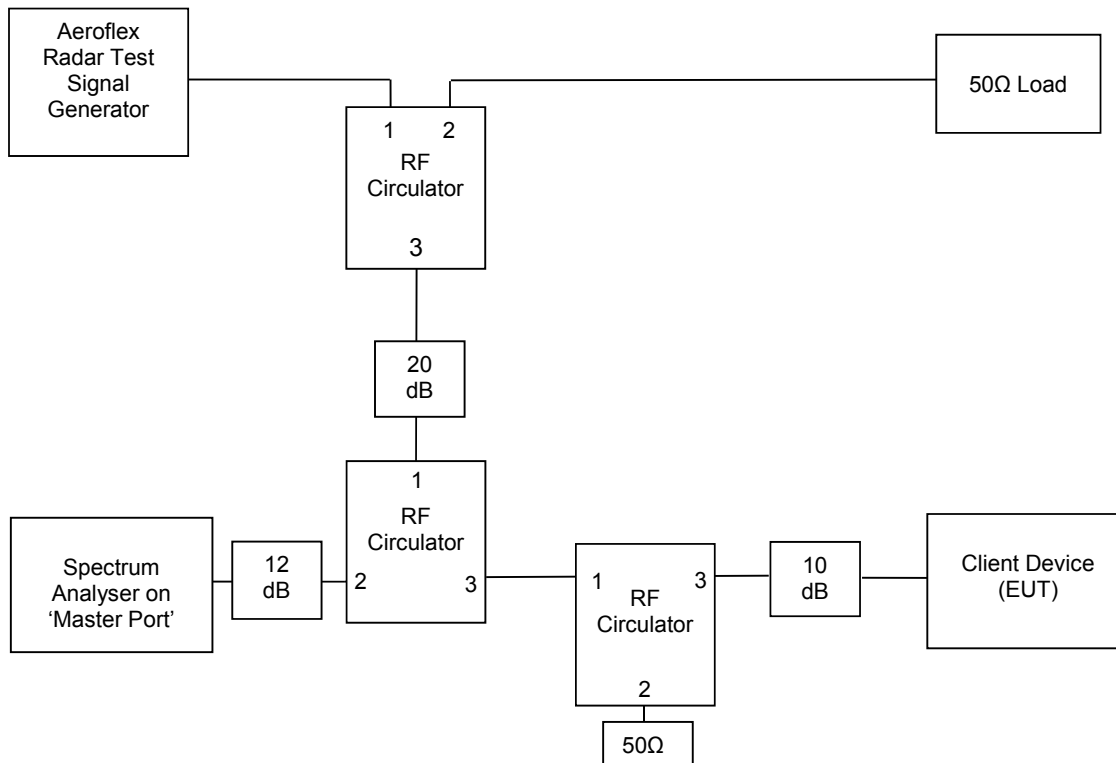 Aeroflex
Radar Test
Signal
Generator
50Ω Load
1 2
RF
Circulator
3
20
dB
1
RF
Circulator
2
3
Spectrum
Analyser on
‘Master Port’
12
dB
1 3
RF
Circulator
2
50Ω
10
dB
Client Device
(EUT)